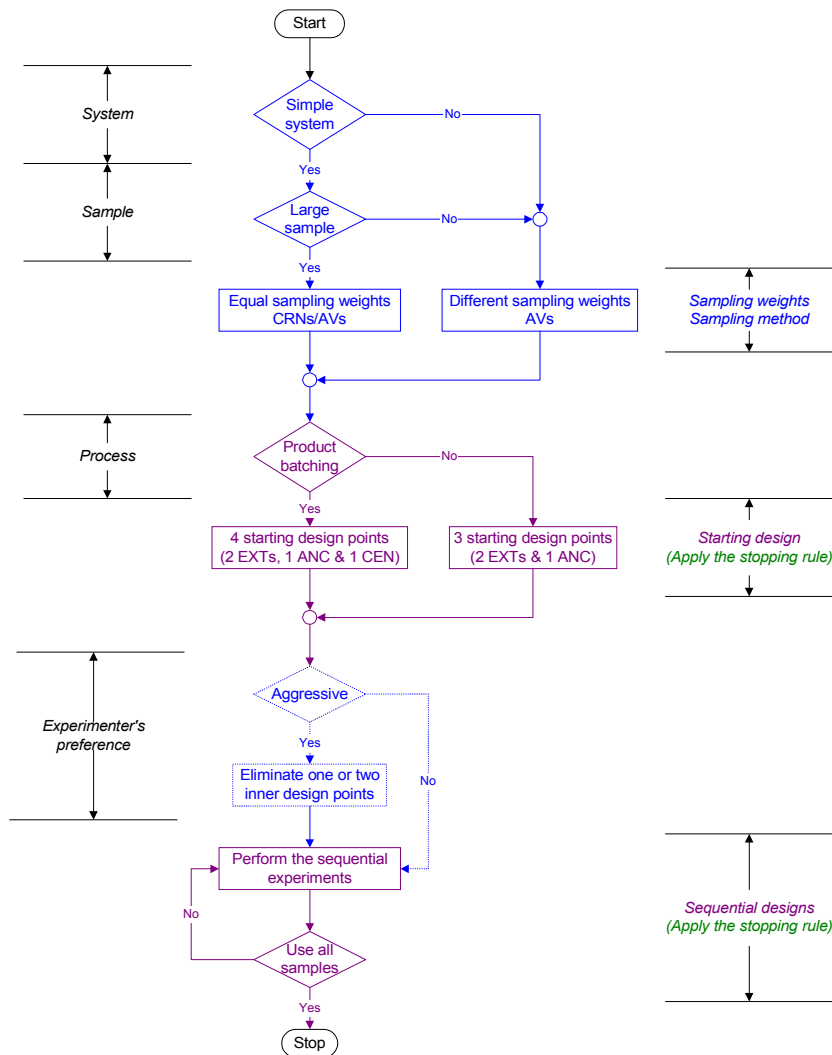 Start
System
Simple
system
No
Yes
Sample
Large
sample
No
Yes
Equal sampling weights
CRNs/AVs
Different sampling weights
AVs
Sampling weights
Sampling method
Process
Product
batching
No
Yes
4 starting design points
(2 EXTs, 1 ANC & 1 CEN)
3 starting design points
(2 EXTs & 1 ANC)
Starting design
(Apply the stopping rule)
Experimenter's
preference
Aggressive
Yes
No
Eliminate one or two
inner design points
Perform the sequential
experiments
No
Sequential designs
(Apply the stopping rule)
Use all
samples
Yes
Stop